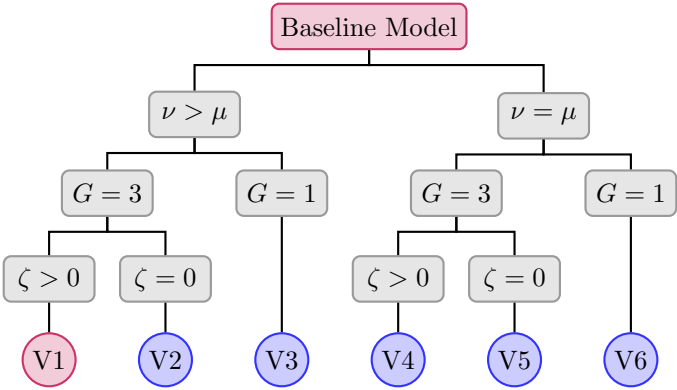 Baseline Model
ν > μ
ν = μ
G = 3
G = 1
G = 3
G = 1
ζ > 0
ζ = 0
ζ > 0
ζ = 0
V1
V2
V3
V4
V5
V6